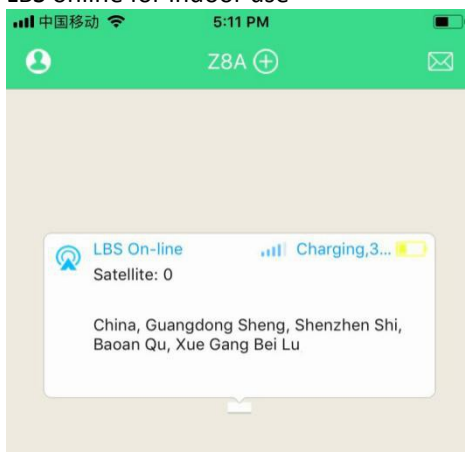 LBS online for indoor use
中国移动 5:11 PM
Z8A
LBS On-line Charging,3...
Satellite: 0
China, Guangdong Sheng, Shenzhen Shi,
Baoan Qu, Xue Gang Bei Lu